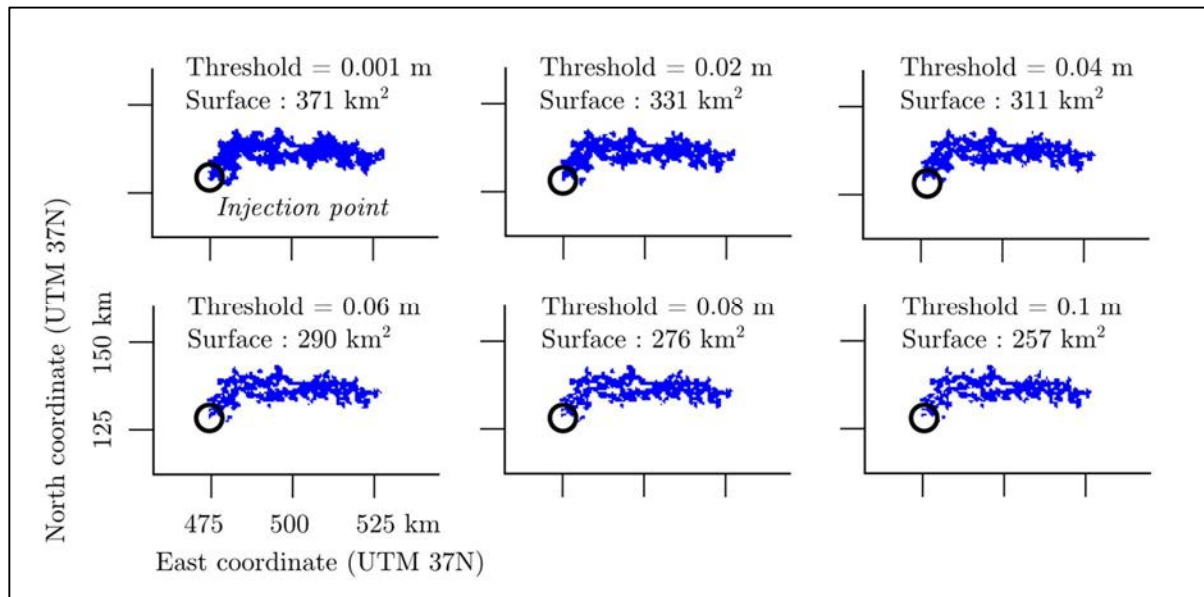 Threshold = 0.001 m
Surface : 371 km²
Injection point
Threshold = 0.02 m
Surface : 331 km²
Threshold = 0.04 m
Surface : 311 km²
Threshold = 0.06 m
Surface : 290 km²
Threshold = 0.08 m
Surface : 276 km²
Threshold = 0.1 m
Surface : 257 km²
North coordinate (UTM 37N)
150 km
125
475 500 525 km
East coordinate (UTM 37N)